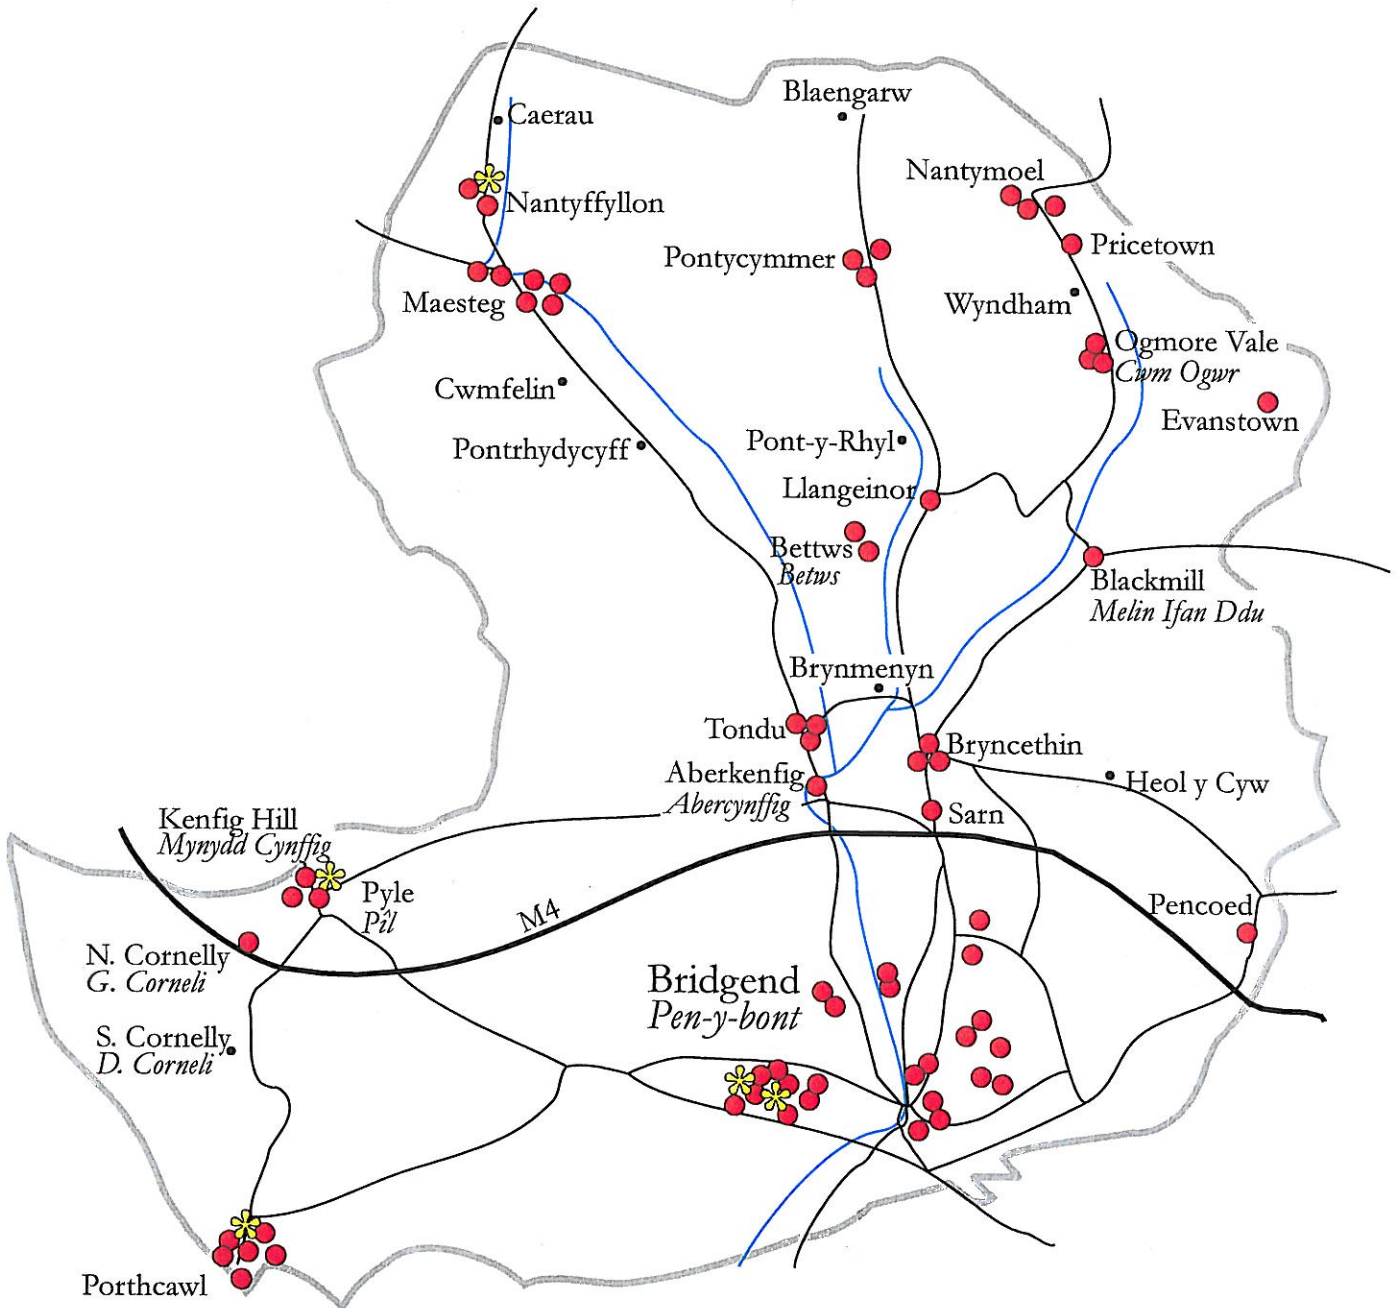 Blaengarw
Caerau
Nantymoel
Nantyffyllon
Pricetown
Pontycymmer
Wyndham
Maesteg
Ogmore Vale
Cwm Ogwr
Cwmfelin
Evanstown
Pont-y-Rhyl
Pontrhydycyff
Llangeinor
Bettws
Betws
Blackmill
Melin Ifan Ddu
Brynmenyn
Tondu
Bryncethin
Aberkenfig
Abercynffig
Heol y Cyw
Sarn
Kenfig Hill
Mynydd Cynffig
Pyle
Pîl
M4
Pencoed
N. Cornelly
G. Corneli
Bridgend
Pen-y-bont
S. Cornelly
D. Corneli
Porthcawl